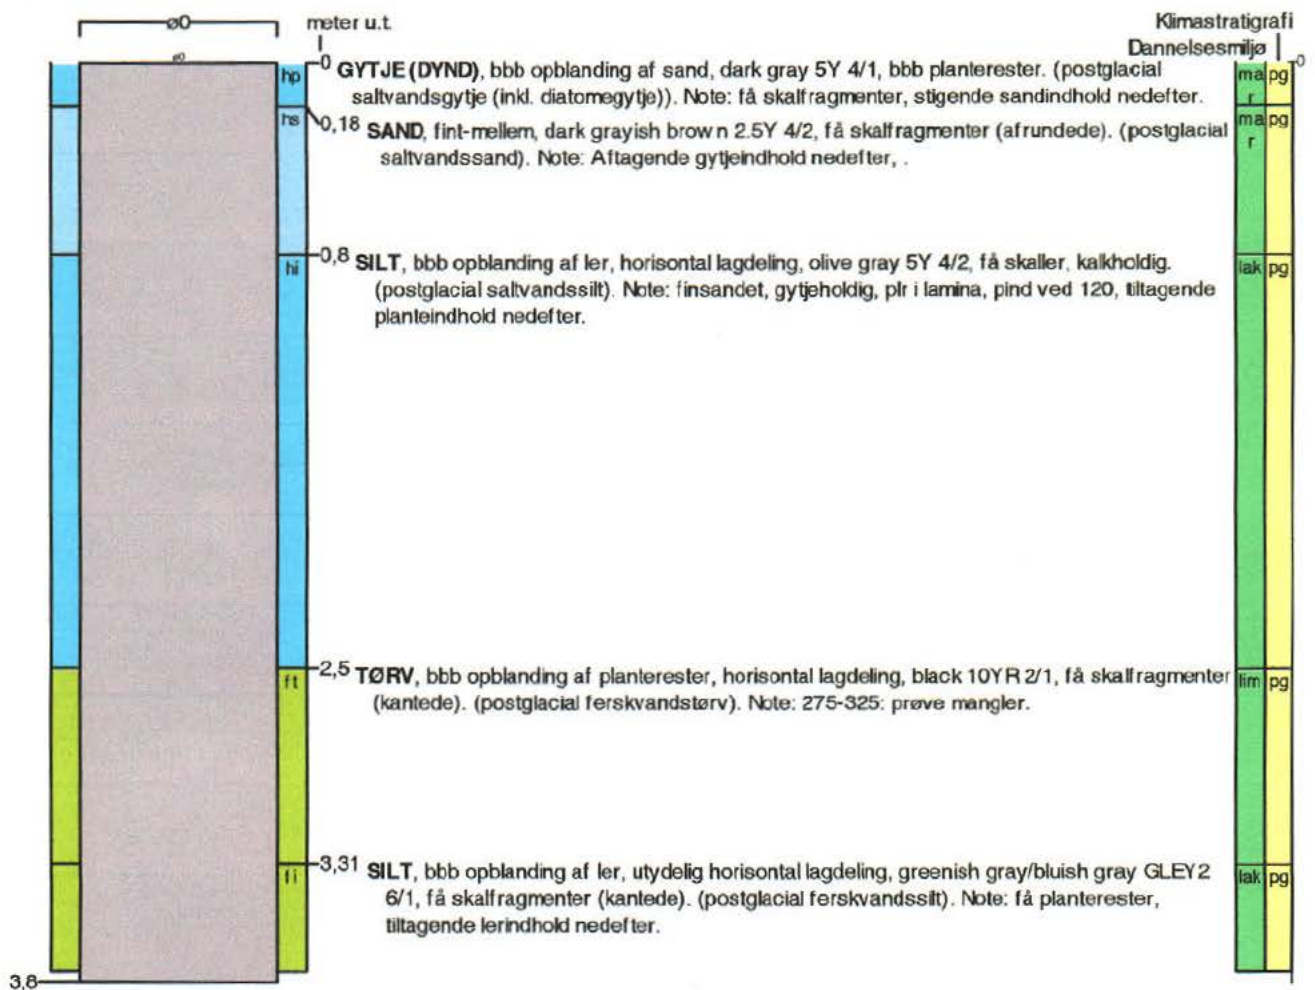 ø0
meter u.t.
Klimastratigrafi
Dannelsesmiljø
ø0
0
0
hp
GYTJE (DYND), bbb opblanding af sand, dark gray 5Y 4/1, bbb planterester. (postglacial
saltvandsgytje (inkl. diatomegytje)). Note: få skalfragmenter, stigende sandindhold nedefter.
ma
r
pg
hs
0,18
SAND, fint-mellem, dark grayish brown 2.5Y 4/2, få skalfragmenter (afrundede). (postglacial
saltvandssand). Note: Aftagende gytjeindhold nedefter, .
ma
r
pg
0,8
hi
SILT, bbb opblanding af ler, horisontal lagdeling, olive gray 5Y 4/2, få skaller, kalkholdig.
(postglacial saltvandssilt). Note: finsandet, gytjeholdig, plr i lamina, pind ved 120, tiltagende
planteindhold nedefter.
lak
pg
2,5
ft
TØRV, bbb opblanding af planterester, horisontal lagdeling, black 10YR 2/1, få skalfragmenter
(kantede). (postglacial ferskvandstørv). Note: 275-325: prøve mangler.
lim
pg
3,31
fi
SILT, bbb opblanding af ler, utydelig horisontal lagdeling, greenish gray/bluish gray GLEY2
6/1, få skalfragmenter (kantede). (postglacial ferskvandssilt). Note: få planterester,
tiltagende lerindhold nedefter.
lak
pg
3,8